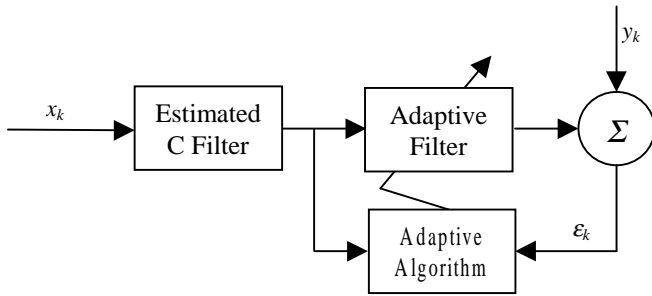 y_k
x_k
Estimated
C Filter
Adaptive
Filter
Σ
Adaptive
Algorithm
ε_k